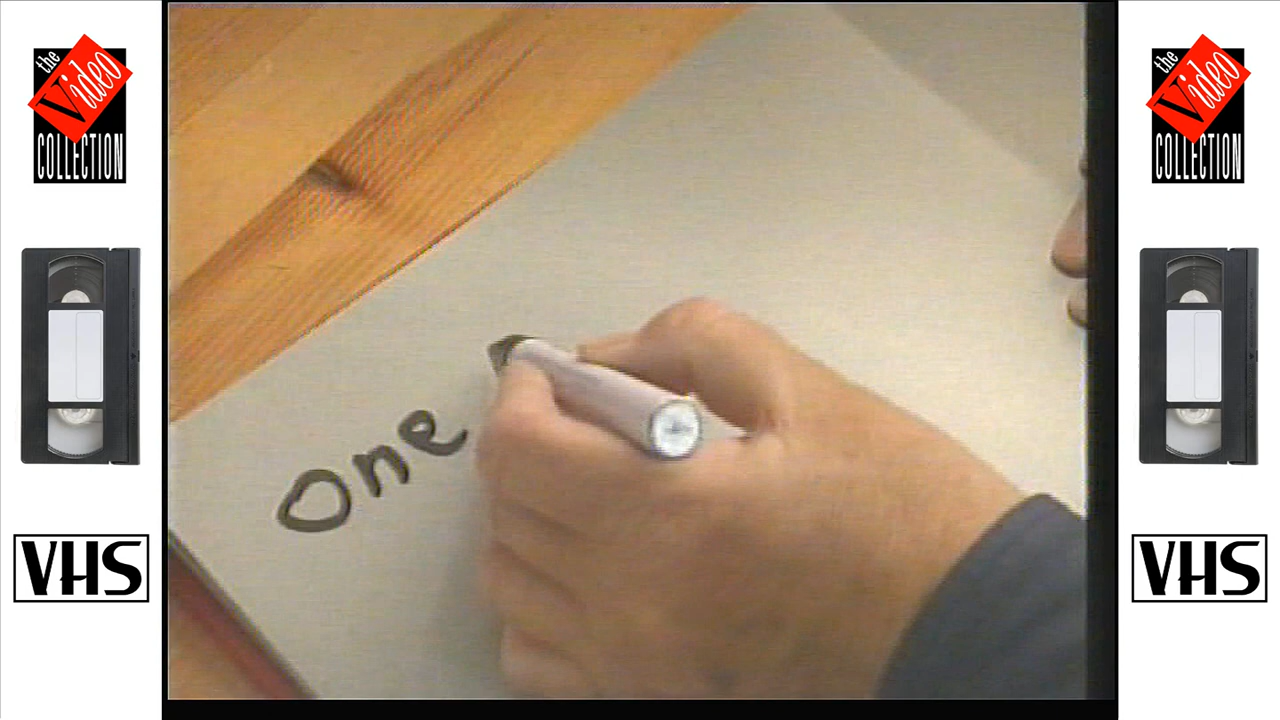 the
Video
COLLECTION
VHS
One
the
Video
COLLECTION
VHS